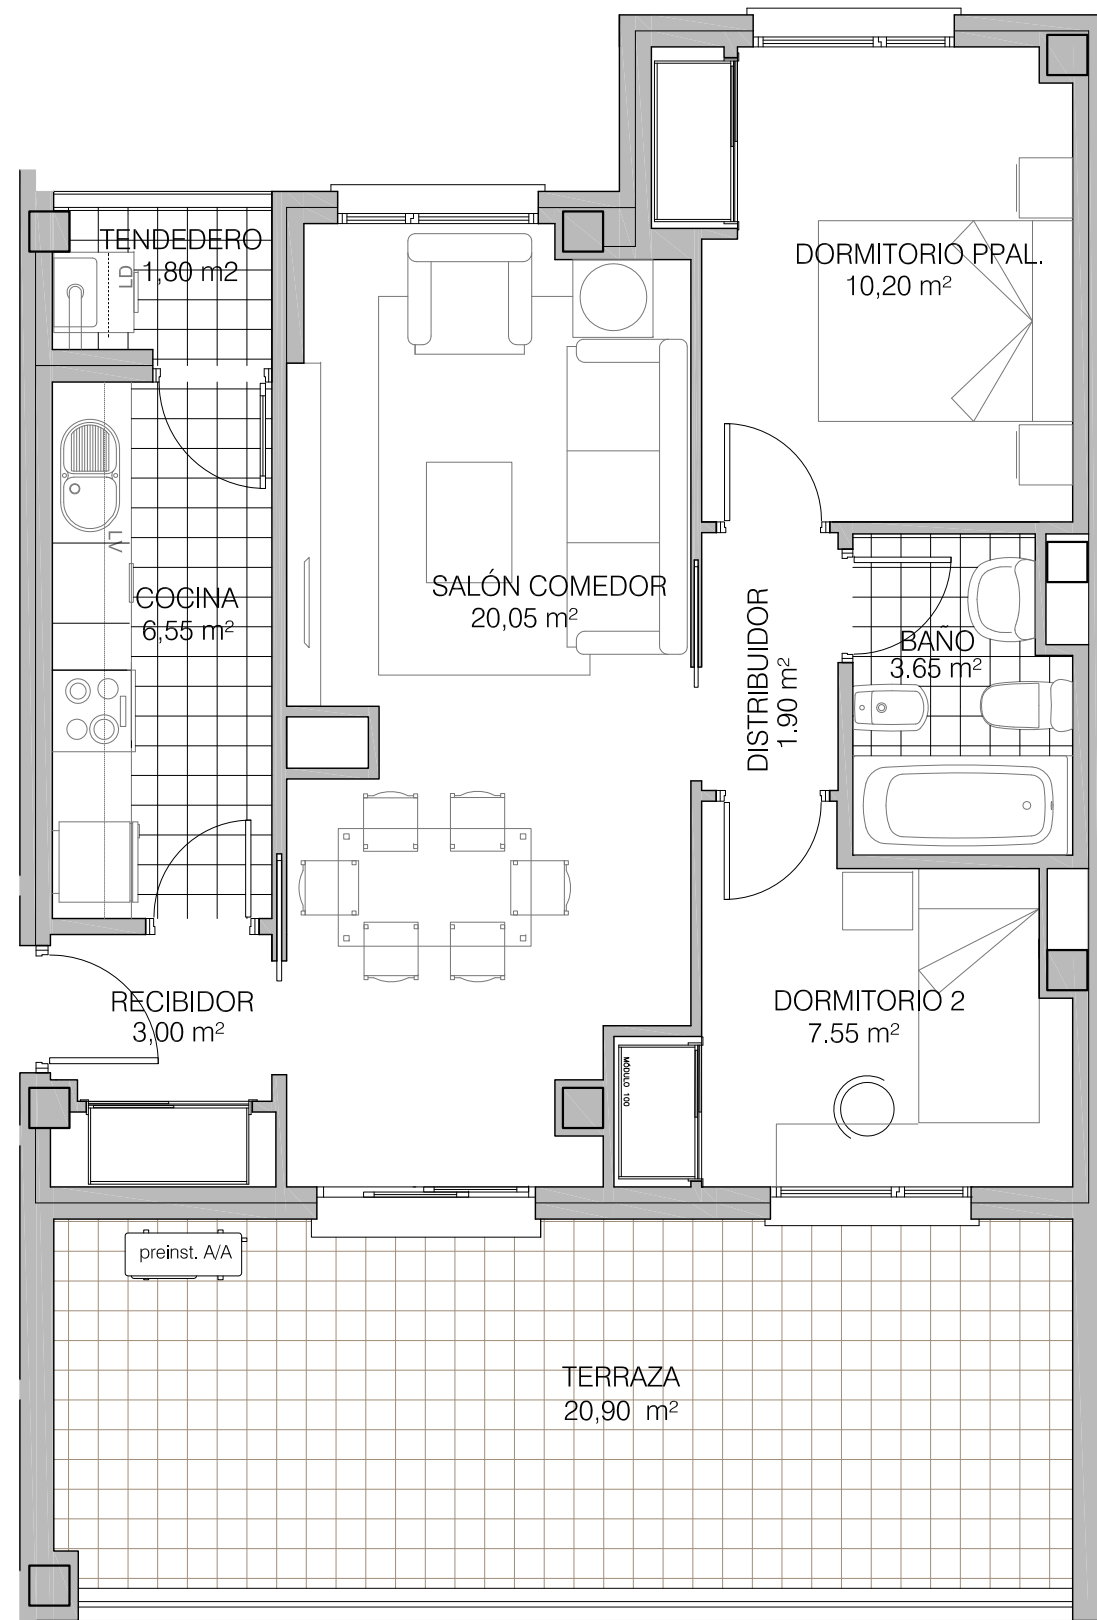 TENDEDERO
1,80 m2
LD
DORMITORIO PPAL.
10,20 m²
LV
COCINA
6,55 m²
SALÓN COMEDOR
20,05 m²
DISTRIBUIDOR
1.90 m²
BAÑO
3.65 m²
RECIBIDOR
3,00 m²
DORMITORIO 2
7.55 m²
MÓDULO 100
preinst. A/A
TERRAZA
20,90 m²